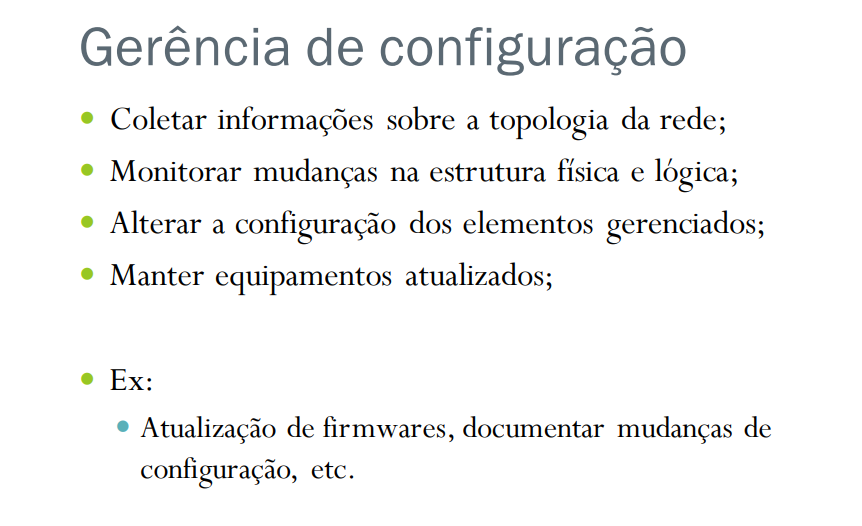 Gerência de configuração
• Coletar informações sobre a topologia da rede;
• Monitorar mudanças na estrutura física e lógica;
• Alterar a configuração dos elementos gerenciados;
• Manter equipamentos atualizados;
• Ex:
• Atualização de firmwares, documentar mudanças de
configuração, etc.